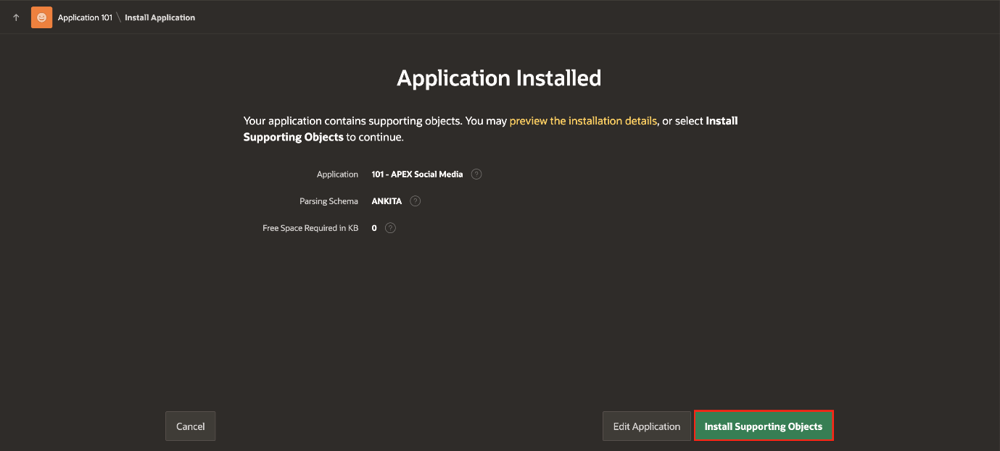 Application 101 \ Install Application
Application Installed
Your application contains supporting objects. You may preview the installation details, or select Install
Supporting Objects to continue.
Application 101 - APEX Social Media ?
Parsing Schema ANKITA ?
Free Space Required in KB 0 ?
Cancel Edit Application Install Supporting Objects